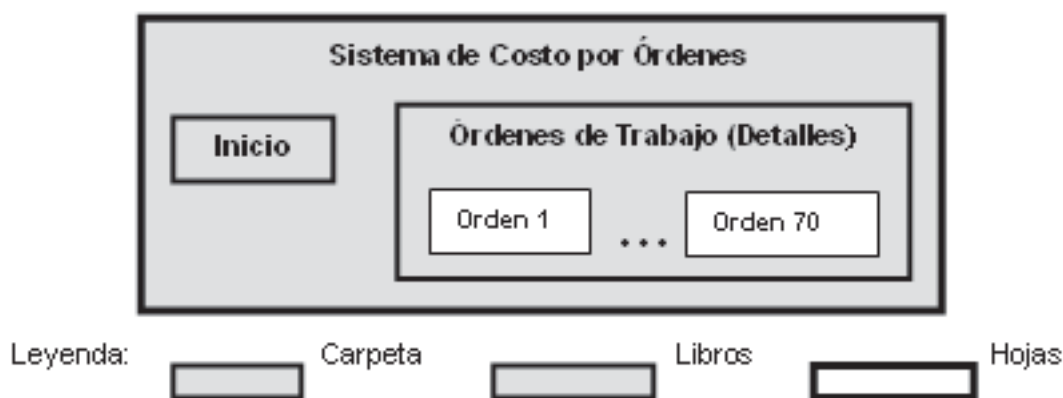 Sistema de Costo por Órdenes
Inicio
Órdenes de Trabajo (Detalles)
Orden 1
...
Orden 70
Leyenda:
Carpeta
Libros
Hojas